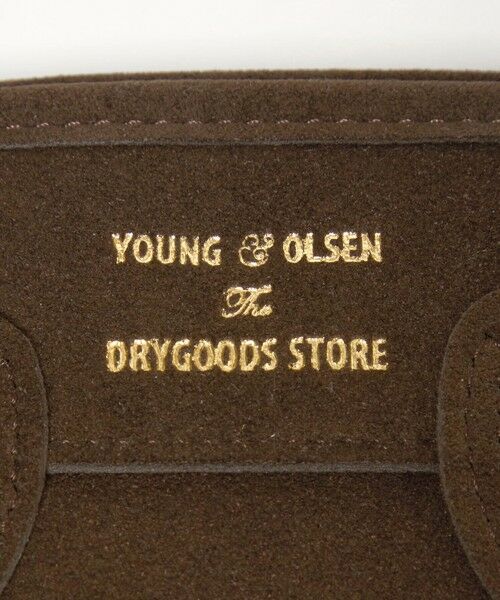 YOUNG & OLSEN
The
DRYGOODS STORE